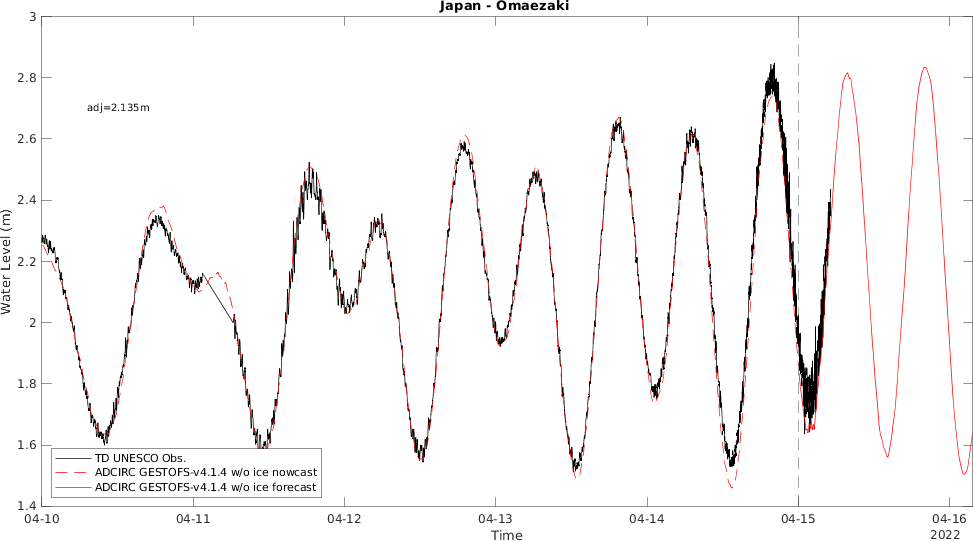 Japan - Omaezaki
3
2.8
2.6
2.4
2.2
2
1.8
1.6
1.4
Water Level (m)
adj=2.135m
TD UNESCO Obs.
ADCIRC GESTOFS-v4.1.4 w/o ice nowcast
ADCIRC GESTOFS-v4.1.4 w/o ice forecast
04-10 04-11 04-12 04-13 04-14 04-15 04-16
Time
2022